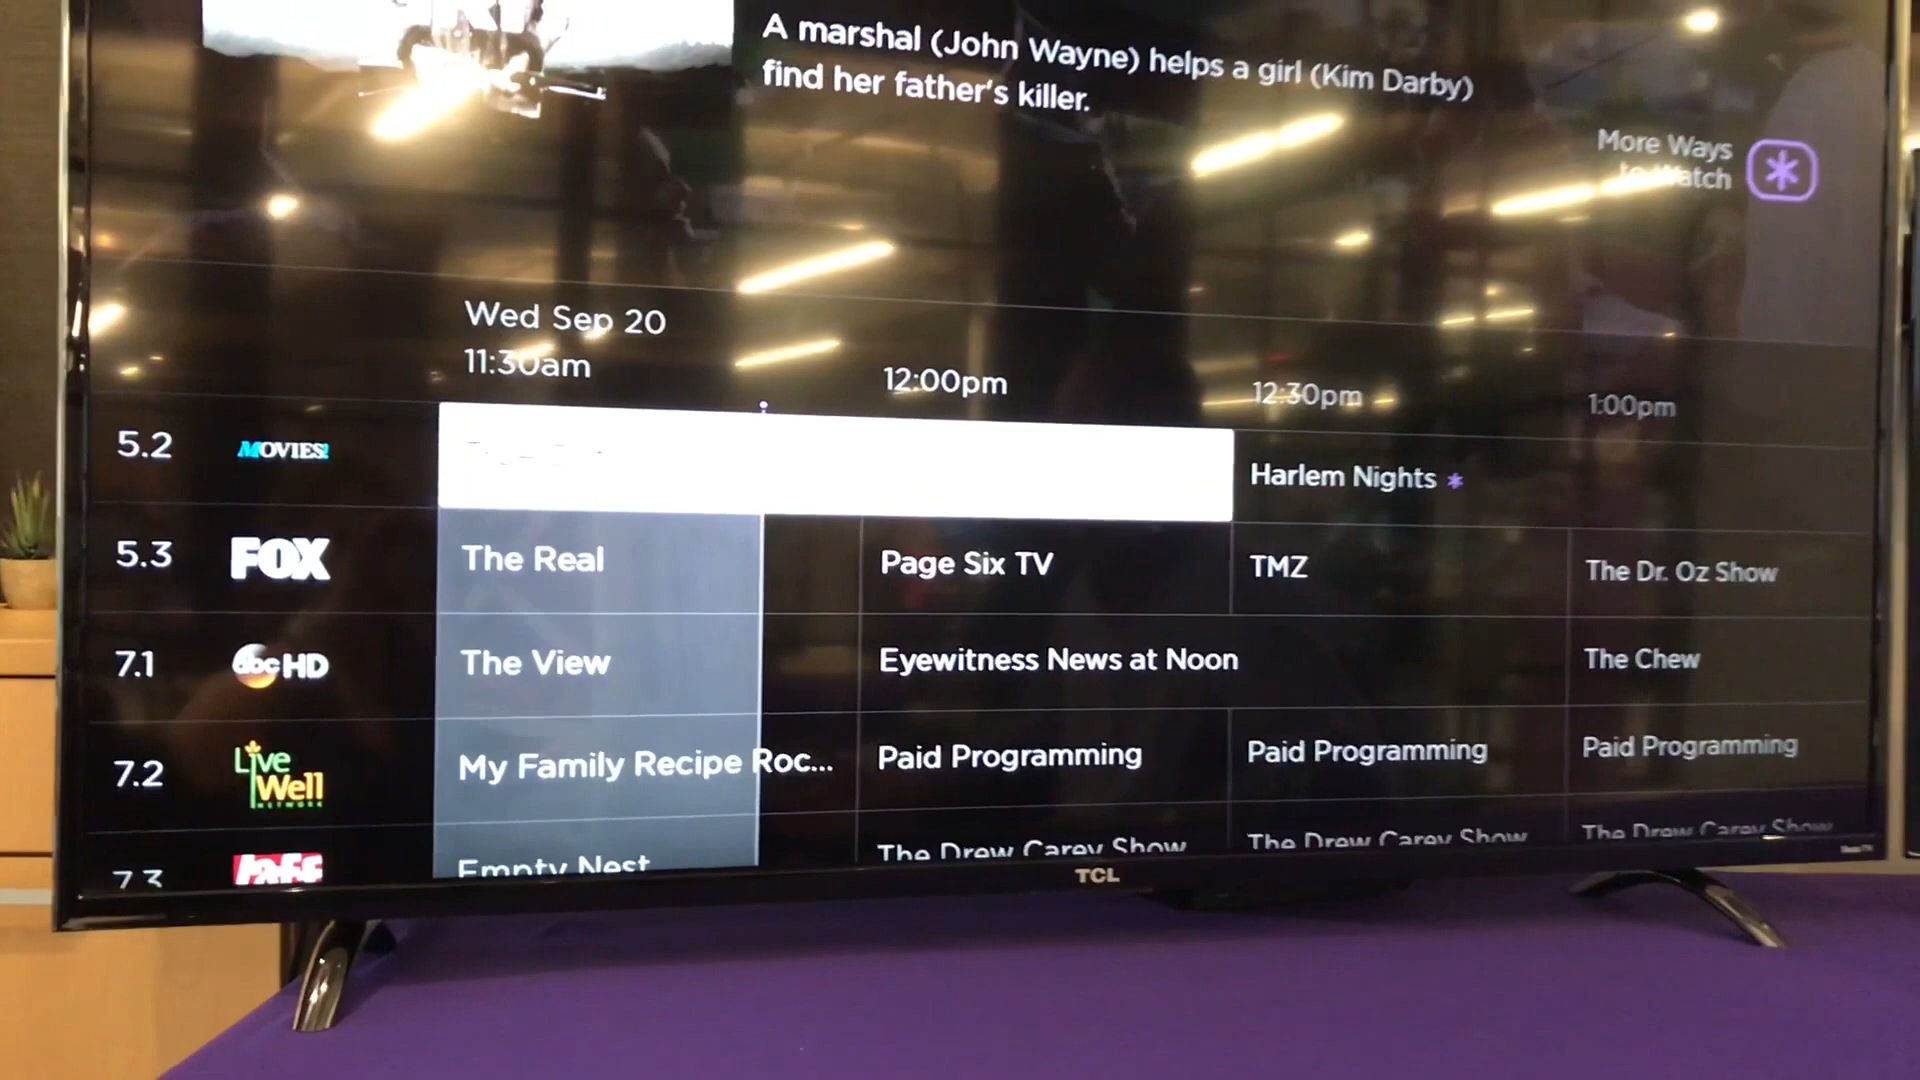 A marshal (John Wayne) helps a girl (Kim Darby)
find her father's killer.
More Ways
to Watch
Wed Sep 20
11:30am 12:00pm 12:30pm 1:00pm
5.2 MOVIES! Harlem Nights *
5.3 FOX The Real Page Six TV TMZ The Dr. Oz Show
7.1 abc HD The View Eyewitness News at Noon The Chew
7.2 Live Well NETWORK My Family Recipe Roc... Paid Programming Paid Programming Paid Programming
7.3 Empty Nest The Drew Carey Show The Drew Carey Show The Drew Carey Show
TCL